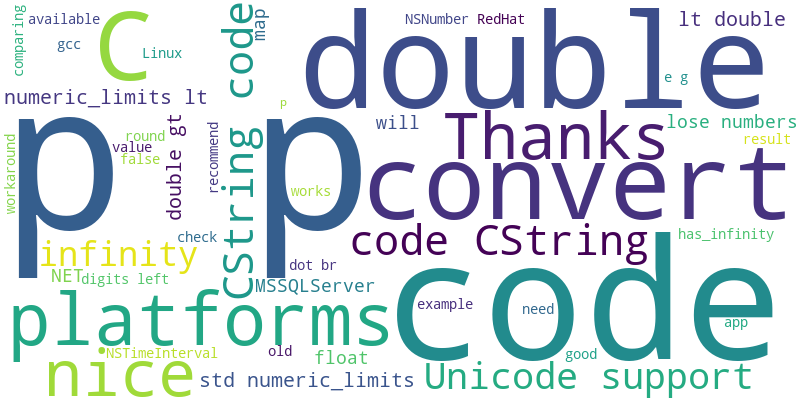 comparing
available
C
CString code
map
NSNumber
RedHat
lt double
gcc
Linux
double
e g
numeric_limits lt
p
p
p
will
Thanks
lose numbers
workaround
round
value
false
double gt
recommend
result
convert
works
check
code CString
has_infinity
infinity
NET
digits left
dot br
MSSQLServer
code
platforms
example
need
app
NSTimeInterval
old
float
good
nice
std numeric_limits
Unicode support